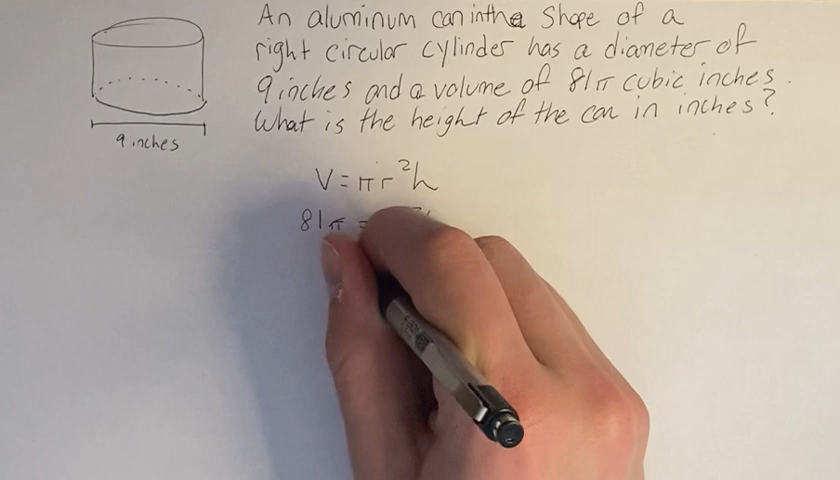 An aluminum can in the shape of a
right circular cylinder has a diameter of
9 inches and a volume of 81π cubic inches.
What is the height of the can in inches?
9 inches
V = πr²h
81π =